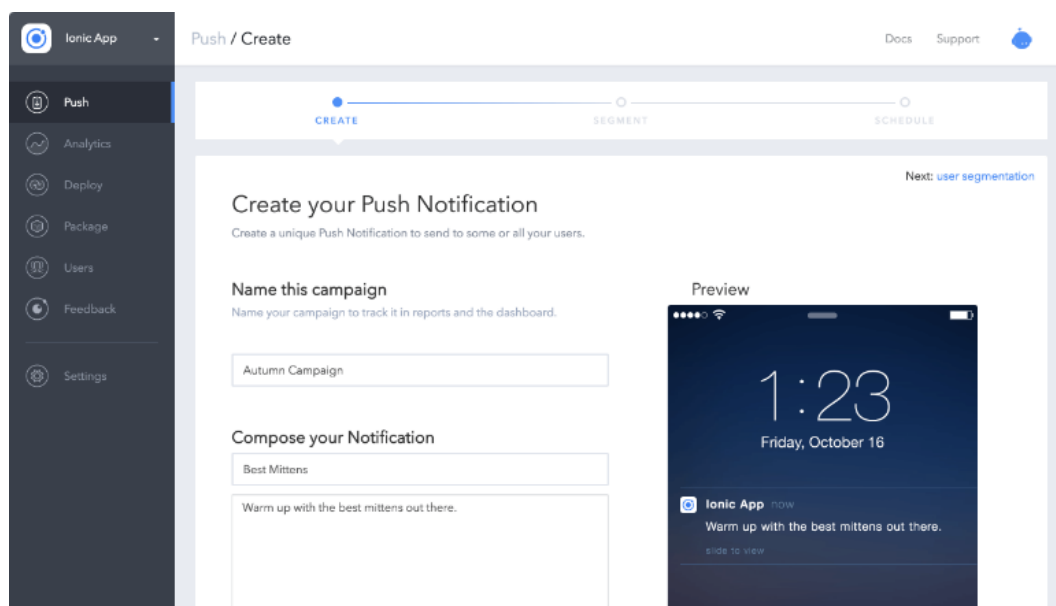 Ionic App
Push / Create
Docs
Support
Push
Analytics
Deploy
Package
Users
Feedback
Settings
CREATE
SEGMENT
SCHEDULE
Next: user segmentation
Create your Push Notification
Create a unique Push Notification to send to some or all your users.
Name this campaign
Name your campaign to track it in reports and the dashboard.
Autumn Campaign
Compose your Notification
Best Mittens
Warm up with the best mittens out there.
Preview
1:23
Friday, October 16
Ionic App now
Warm up with the best mittens out there.
slide to view